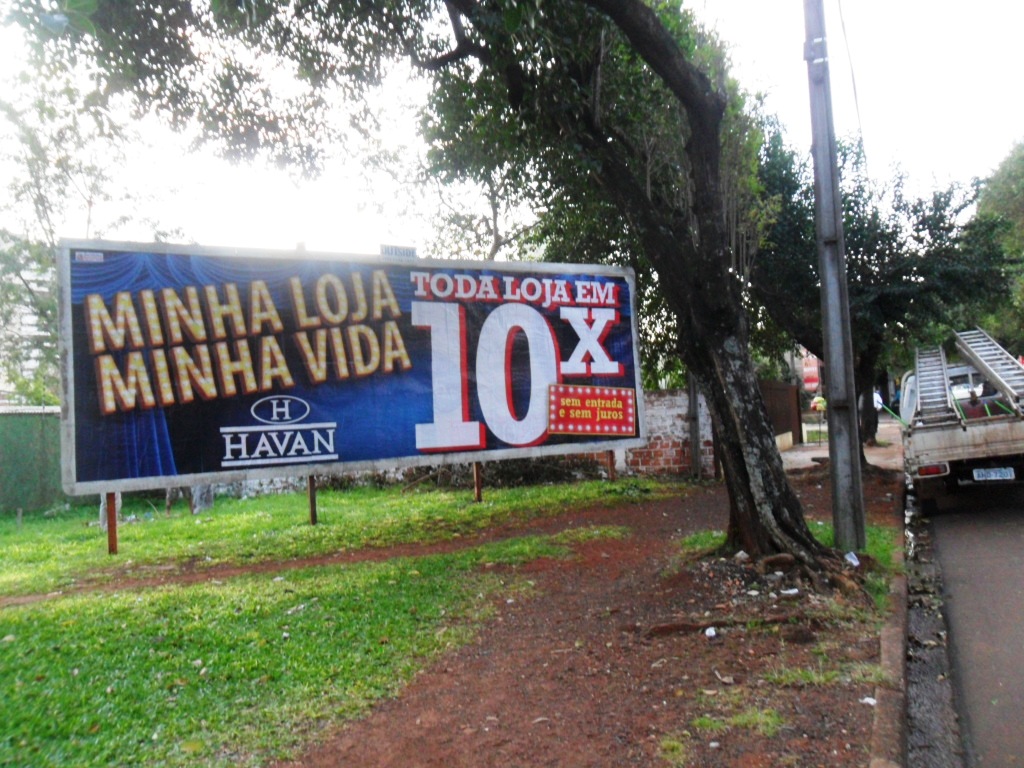 MINHA LOJA
MINHA VIDA
H
HAVAN
TODA LOJA EM
10X
sem entrada
e sem juros